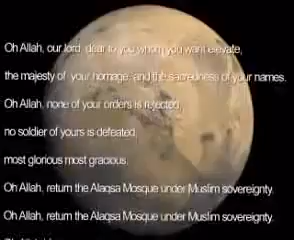 Oh Allah, our lord dear to you whom you want elevate,
the majesty of your homage, and the sacredness of your names.
Oh Allah, none of your orders is rejected,
no soldier of yours is defeated,
most glorious most gracious.
Oh Allah, return the Alaqsa Mosque under Muslim sovereignty.
Oh Allah, return the Alaqsa Mosque under Muslim sovereignty.